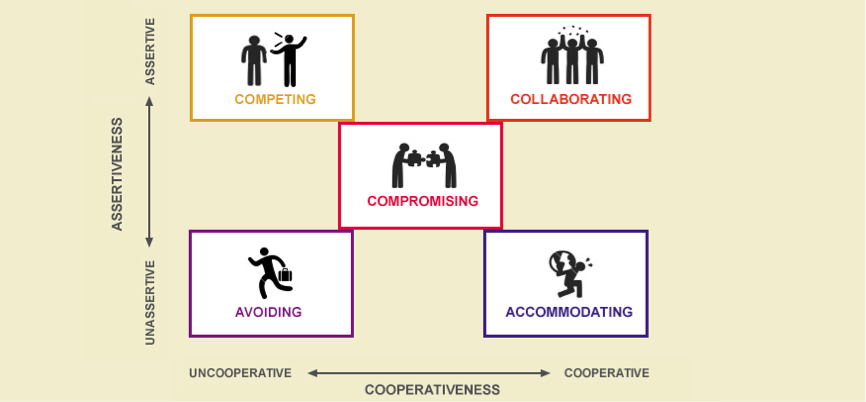 ASSERTIVE
COMPETING
COLLABORATING
ASSERTIVENESS
COMPROMISING
UNASSERTIVE
AVOIDING
ACCOMMODATING
UNCOOPERATIVE
COOPERATIVE
COOPERATIVENESS